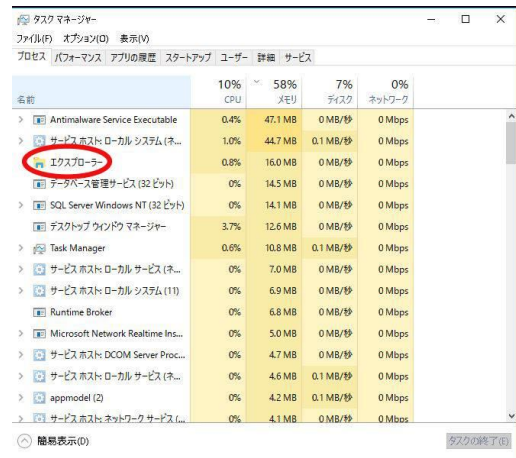 タスク マネージャー
ファイル(F) オプション(O) 表示(V)
プロセス パフォーマンス アプリの履歴 スタートアップ ユーザー 詳細 サービス
10% 58% 7% 0%
名前 CPU メモリ ディスク ネットワーク
Antimalware Service Executable 0.4% 47.1 MB 0 MB/秒 0 Mbps
サービス ホスト: ローカル システム (ネ... 1.0% 44.7 MB 0.1 MB/秒 0 Mbps
エクスプローラー 0.8% 16.0 MB 0 MB/秒 0 Mbps
データベース管理サービス (32 ビット) 0% 14.5 MB 0 MB/秒 0 Mbps
SQL Server Windows NT (32 ビット) 0% 14.1 MB 0 MB/秒 0 Mbps
デスクトップ ウィンドウ マネージャー 3.7% 12.6 MB 0 MB/秒 0 Mbps
Task Manager 0.6% 10.8 MB 0.1 MB/秒 0 Mbps
サービス ホスト: ローカル サービス (ネ... 0% 7.0 MB 0 MB/秒 0 Mbps
サービス ホスト: ローカル システム (11) 0% 6.9 MB 0 MB/秒 0 Mbps
Runtime Broker 0% 6.8 MB 0 MB/秒 0 Mbps
Microsoft Network Realtime Ins... 0% 5.0 MB 0 MB/秒 0 Mbps
サービス ホスト: DCOM Server Proc... 0% 4.7 MB 0 MB/秒 0 Mbps
サービス ホスト: ローカル サービス (ネ... 0% 4.6 MB 0.1 MB/秒 0 Mbps
appmodel (2) 0% 4.2 MB 0.1 MB/秒 0 Mbps
サービス ホスト: ネットワーク サービス (... 0% 4.1 MB 0 MB/秒 0 Mbps
簡易表示(D) タスクの終了(E)